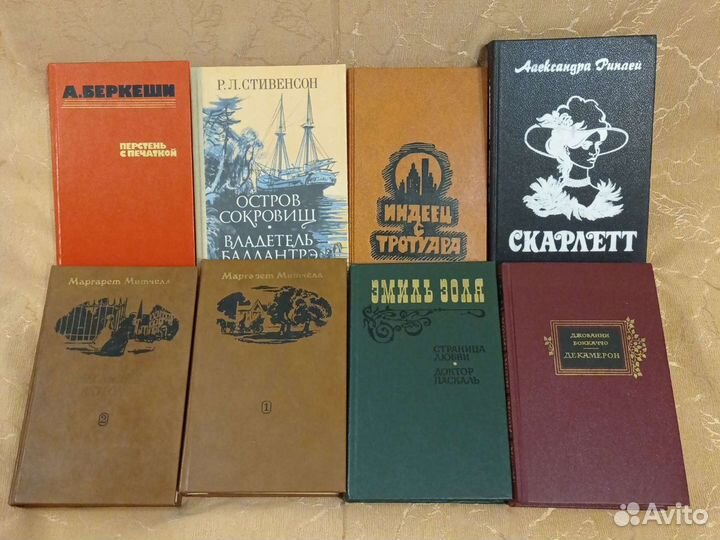 А. БЕРКЕШИ
ПЕРСТЕНЬ
С ПЕЧАТКОЙ
Р. Л. СТИВЕНСОН
ОСТРОВ
СОКРОВИЩ
•
ВЛАДЕТЕЛЬ
БАЛЛАНТРЭ
ИНДЕЕЦ
С
ТРОТУАРА
Александра Риплей
СКАРЛЕТТ
Маргарет Митчелл
2
Маргарет Митчелл
1
ЭМИЛЬ ЗОЛЯ
СТРАНИЦА
ЛЮБВИ
•
ДОКТОР
ПАСКАЛЬ
ДЖОВАННИ
БОККАЧЧО
ДЕКАМЕРОН
Avito